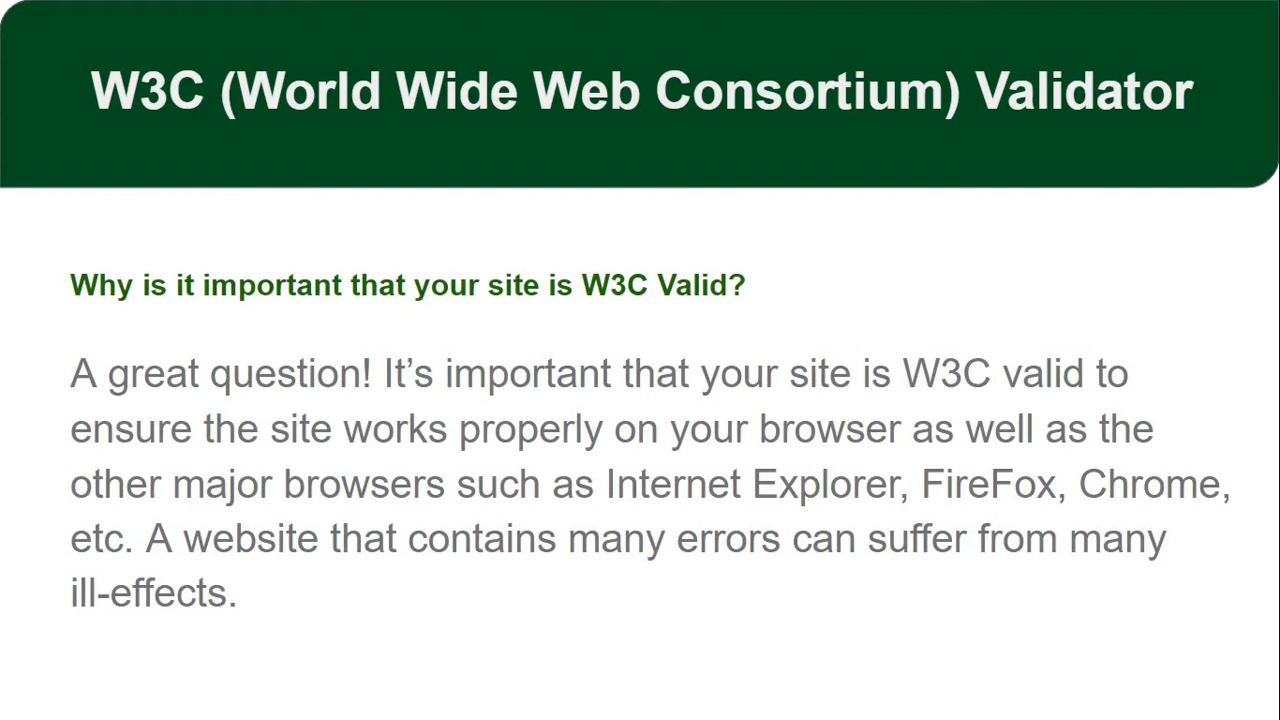 W3C (World Wide Web Consortium) Validator
Why is it important that your site is W3C Valid?
A great question! It’s important that your site is W3C valid to
ensure the site works properly on your browser as well as the
other major browsers such as Internet Explorer, FireFox, Chrome,
etc. A website that contains many errors can suffer from many
ill-effects.